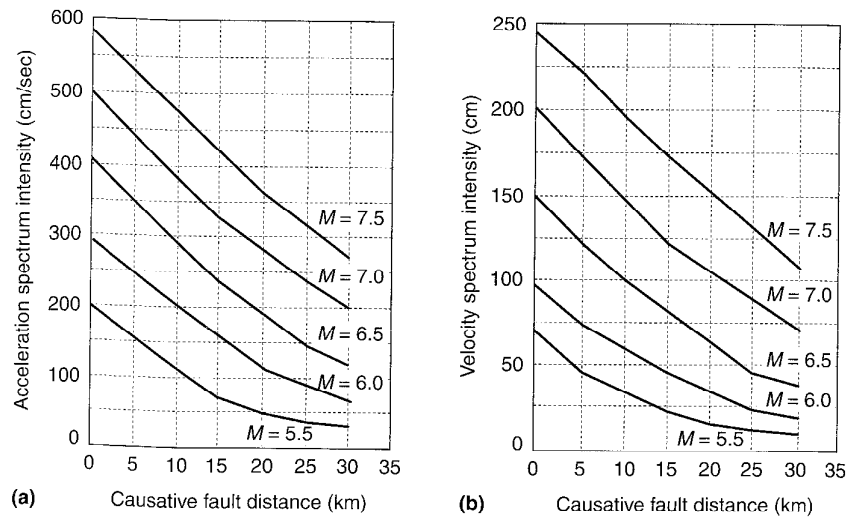 Acceleration spectrum intensity (cm/sec)
600
500
400
300
200
100
0
M = 7.5
M = 7.0
M = 6.5
M = 6.0
M = 5.5
0 5 10 15 20 25 30 35
(a) Causative fault distance (km)
Velocity spectrum intensity (cm)
250
200
150
100
50
0
M = 7.5
M = 7.0
M = 6.5
M = 6.0
M = 5.5
0 5 10 15 20 25 30 35
(b) Causative fault distance (km)